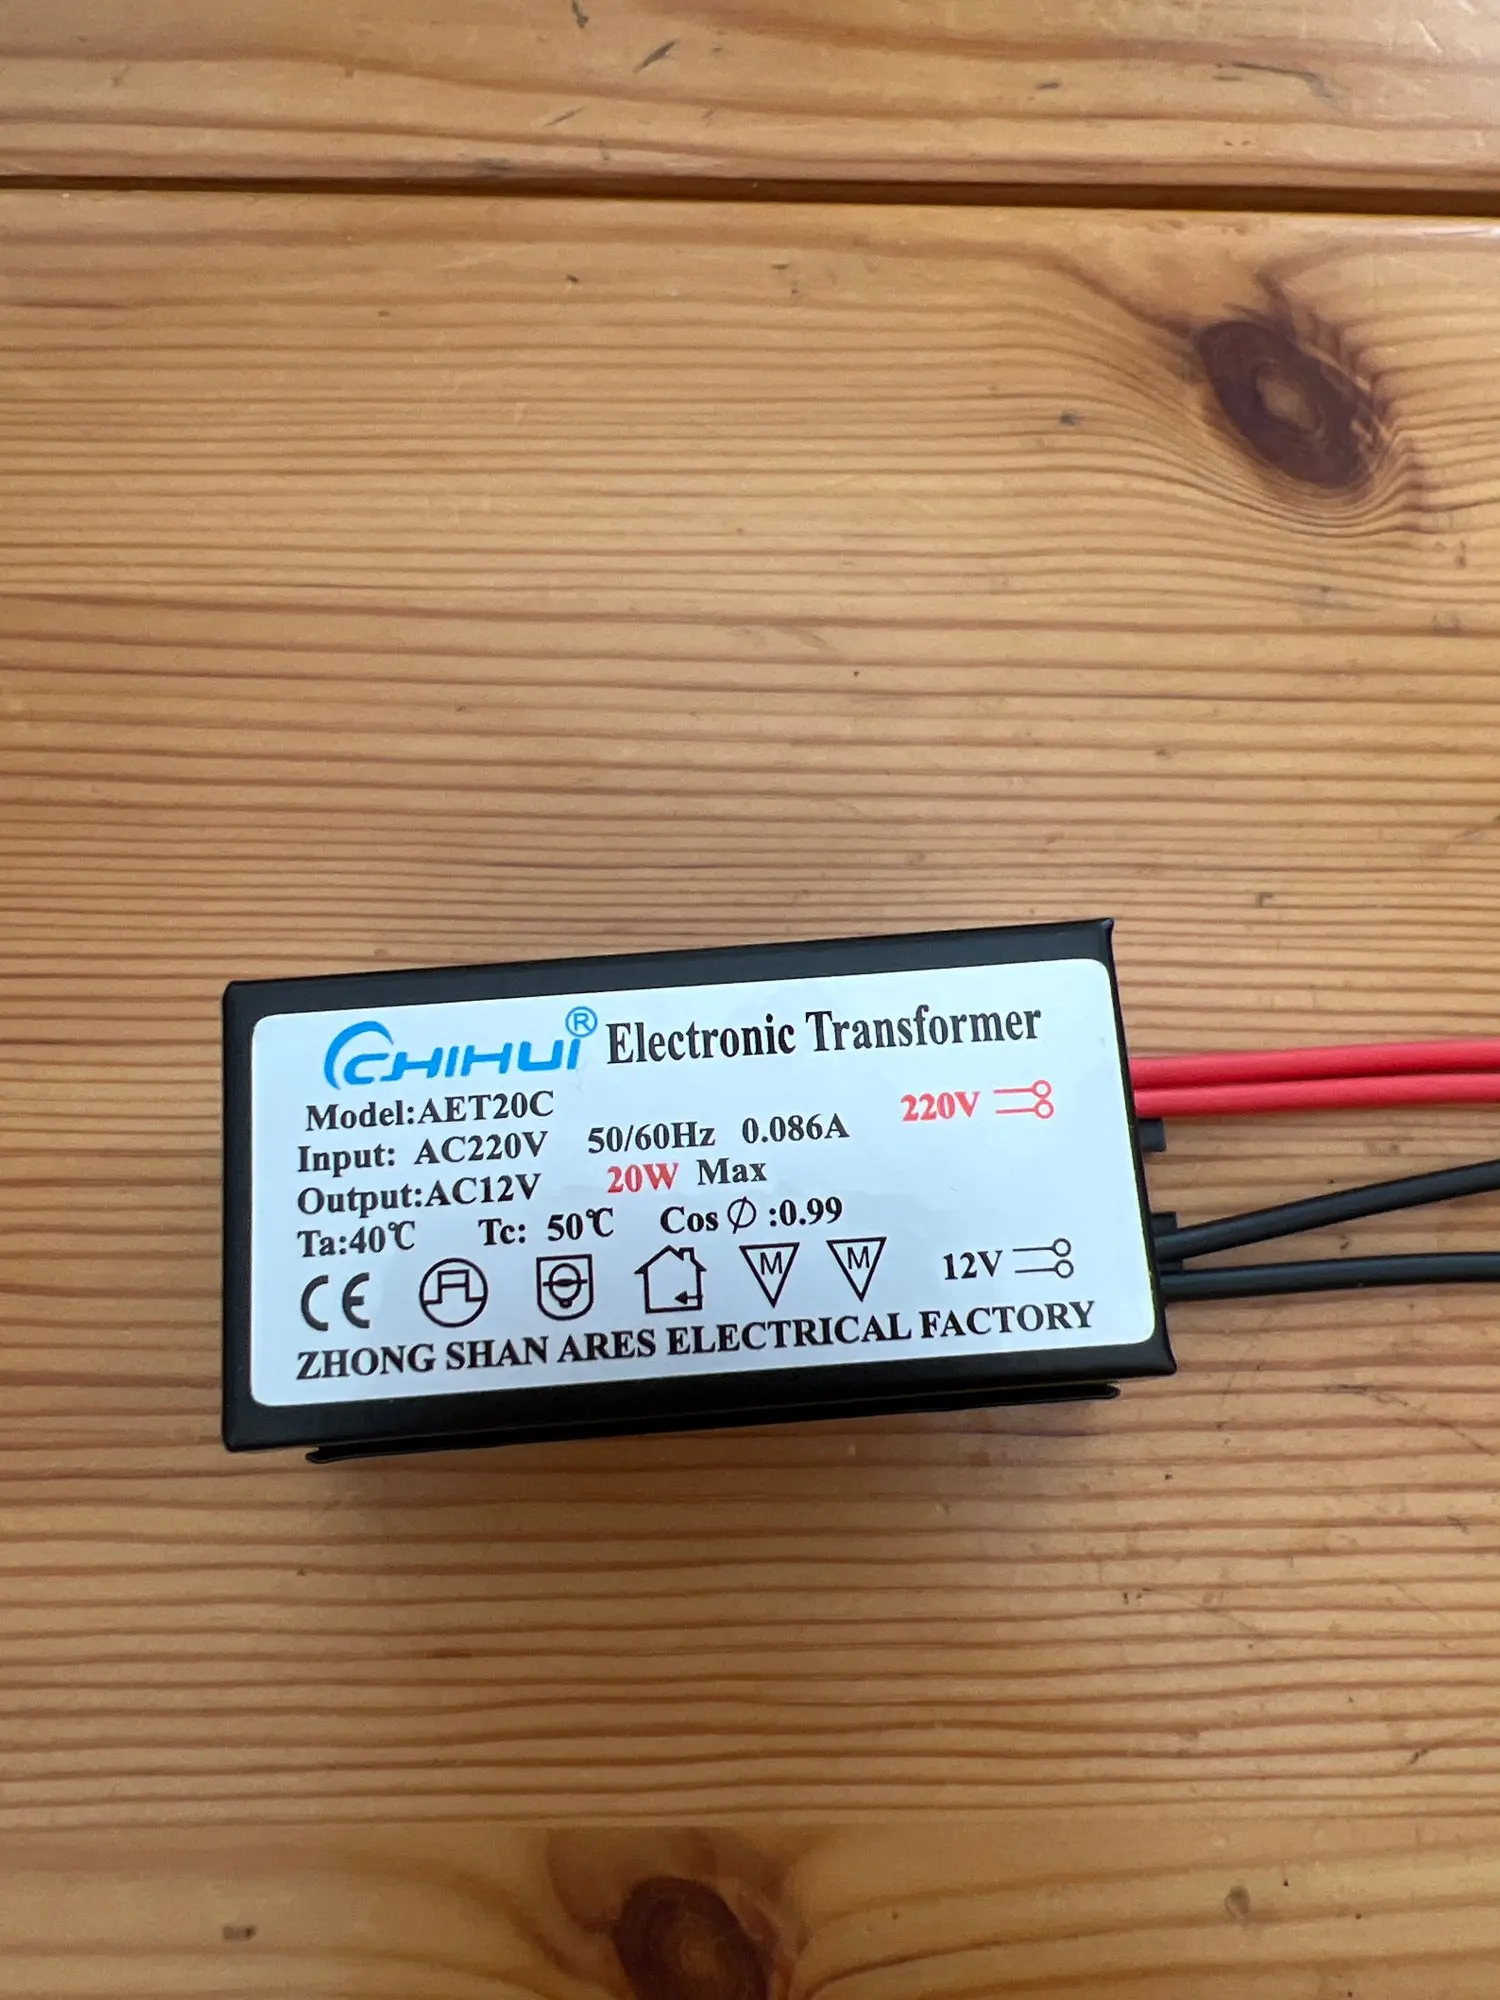 CHIHUI® Electronic Transformer
Model:AET20C
220V
Input: AC220V 50/60Hz 0.086A
Output:AC12V 20W Max
Ta:40℃ Tc: 50℃ Cos∅:0.99
CE M M 12V
ZHONG SHAN ARES ELECTRICAL FACTORY